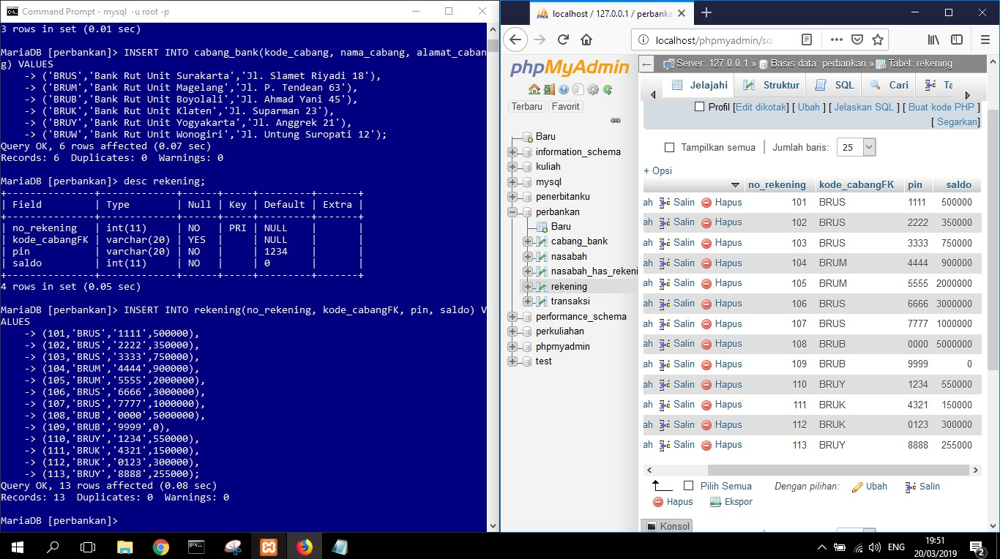 Command Prompt - mysql -u root -p
3 rows in set (0.01 sec)
MariaDB [perbankan]> INSERT INTO cabang_bank(kode_cabang, nama_cabang, alamat_caban
g) VALUES
    -> ('BRUS','Bank Rut Unit Surakarta','Jl. Slamet Riyadi 18'),
    -> ('BRUM','Bank Rut Unit Magelang','Jl. P. Tendean 63'),
    -> ('BRUB','Bank Rut Unit Boyolali','Jl. Ahmad Yani 45'),
    -> ('BRUK','Bank Rut Unit Klaten','Jl. Suparman 23'),
    -> ('BRUY','Bank Rut Unit Yogyakarta','Jl. Anggrek 21'),
    -> ('BRUW','Bank Rut Unit Wonogiri','Jl. Untung Suropati 12');
Query OK, 6 rows affected (0.07 sec)
Records: 6  Duplicates: 0  Warnings: 0
MariaDB [perbankan]> desc rekening;
+---------------+-------------+------+-----+---------+-------+
| Field         | Type        | Null | Key | Default | Extra |
+---------------+-------------+------+-----+---------+-------+
| no_rekening   | int(11)     | NO   | PRI | NULL    |       |
| kode_cabangFK | varchar(20) | YES  |     | NULL    |       |
| pin           | varchar(20) | NO   |     | 1234    |       |
| saldo         | int(11)     | NO   |     | 0       |       |
+---------------+-------------+------+-----+---------+-------+
4 rows in set (0.05 sec)
MariaDB [perbankan]> INSERT INTO rekening(no_rekening, kode_cabangFK, pin, saldo) V
ALUES
    -> (101,'BRUS','1111',500000),
    -> (102,'BRUS','2222',350000),
    -> (103,'BRUS','3333',750000),
    -> (104,'BRUM','4444',900000),
    -> (105,'BRUM','5555',2000000),
    -> (106,'BRUS','6666',3000000),
    -> (107,'BRUS','7777',1000000),
    -> (108,'BRUB','0000',5000000),
    -> (109,'BRUB','9999',0),
    -> (110,'BRUY','1234',550000),
    -> (111,'BRUK','4321',150000),
    -> (112,'BRUK','0123',300000),
    -> (113,'BRUY','8888',255000);
Query OK, 13 rows affected (0.08 sec)
Records: 13  Duplicates: 0  Warnings: 0
MariaDB [perbankan]>
PMA localhost / 127.0.0.1 / perbanka
localhost/phpmyadmin/sql
phpMyAdmin
Terbaru Favorit
Baru
information_schema
kuliah
mysql
penerbitanku
perbankan
Baru
cabang_bank
nasabah
nasabah_has_rekeni
rekening
transaksi
performance_schema
perkuliahan
phpmyadmin
test
Server: 127.0.0.1 » Basis data: perbankan » Tabel: rekening
Jelajahi Struktur SQL Cari Ta
Profil [Edit dikotak] [ Ubah ] [ Jelaskan SQL ] [ Buat kode PHP ]
[ Segarkan]
Tampilkan semua | Jumlah baris: 25
+ Opsi
no_rekening kode_cabangFK pin saldo
ah Salin Hapus 101 BRUS 1111 500000
ah Salin Hapus 102 BRUS 2222 350000
ah Salin Hapus 103 BRUS 3333 750000
ah Salin Hapus 104 BRUM 4444 900000
ah Salin Hapus 105 BRUM 5555 2000000
ah Salin Hapus 106 BRUS 6666 3000000
ah Salin Hapus 107 BRUS 7777 1000000
ah Salin Hapus 108 BRUB 0000 5000000
ah Salin Hapus 109 BRUB 9999 0
ah Salin Hapus 110 BRUY 1234 550000
ah Salin Hapus 111 BRUK 4321 150000
ah Salin Hapus 112 BRUK 0123 300000
ah Salin Hapus 113 BRUY 8888 255000
Pilih Semua Dengan pilihan: Ubah Salin
Hapus Ekspor
Konsol
ENG
19:51
20/03/2019
2